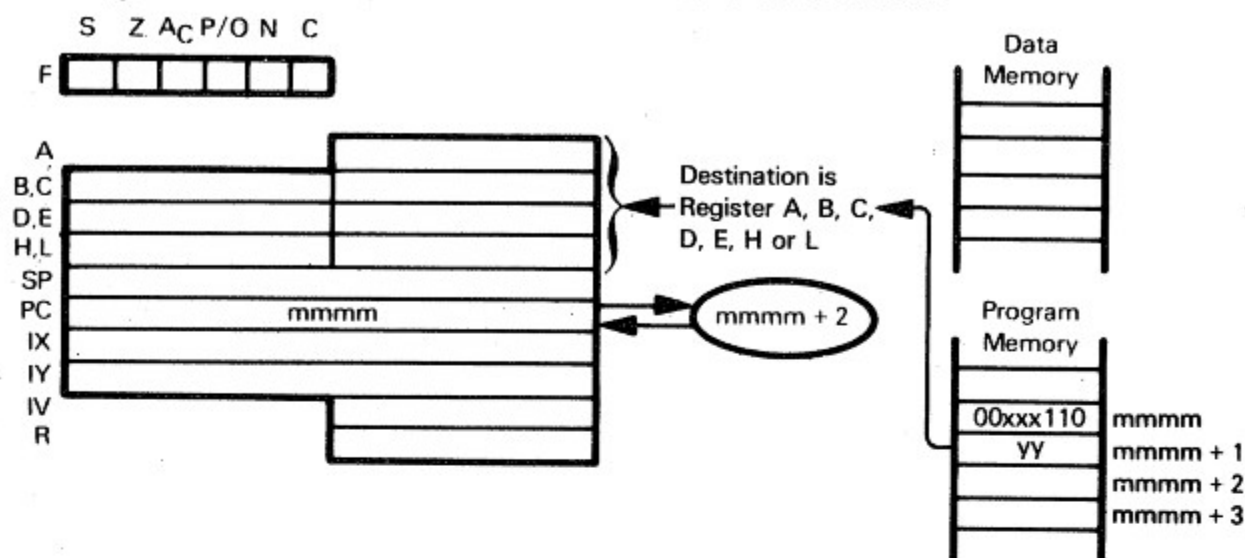 S Z AC P/O N C
F
A
B,C
D,E
H,L
SP
PC
IX
IY
IV
R
mmmm
Destination is
Register A, B, C,
D, E, H or L
mmmm + 2
Data
Memory
Program
Memory
00xxx110 mmmm
yy mmmm + 1
mmmm + 2
mmmm + 3